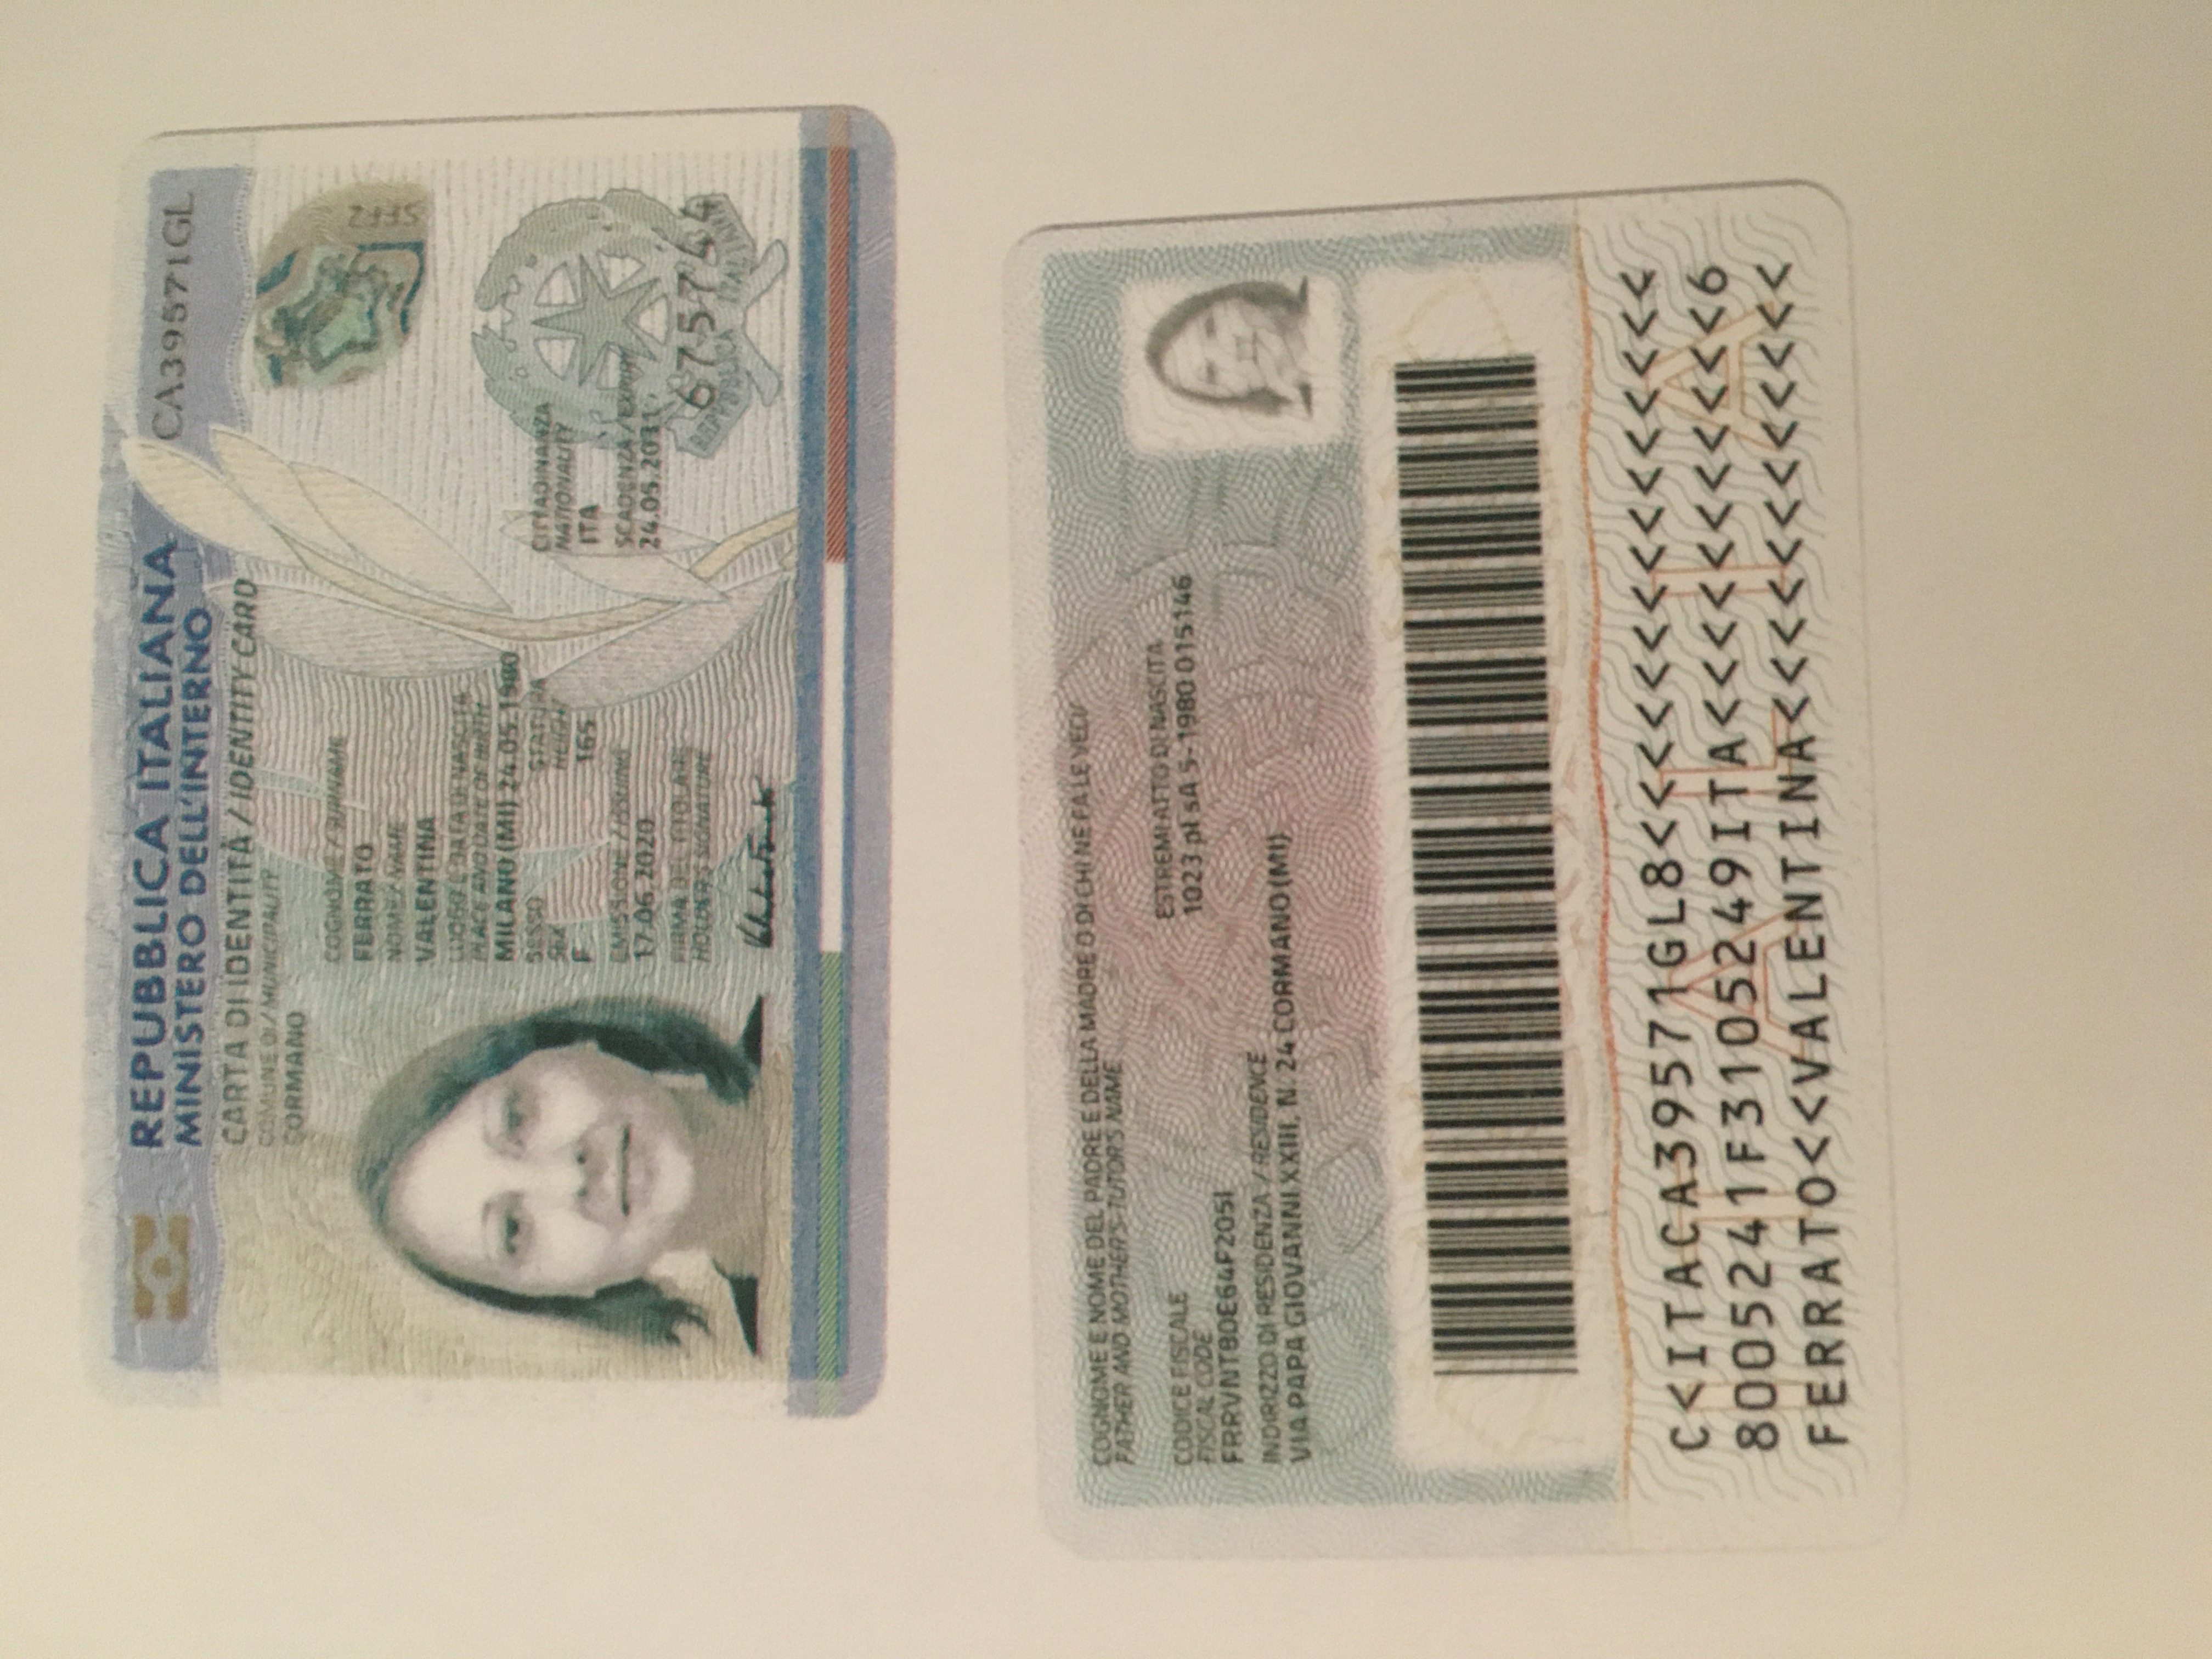 REPUBBLICA ITALIANA
MINISTERO DELL'INTERNO
CA39571GL
CARTA DI IDENTITÀ / IDENTITY CARD
COMUNE DI / MUNICIPALITY
CORMANO
COGNOME / SURNAME
FERRATO
NOME / NAME
VALENTINA
LUOGO E DATA DI NASCITA
PLACE AND DATE OF BIRTH
MILANO (MI) 24.05.1980
SESSO STATURA CITTADINANZA
SEX HEIGHT NATIONALITY
F 165 ITA
EMISSIONE / ISSUING SCADENZA / EXPIRY
17.06.2020 24.05.2031
FIRMA DEL TITOLARE
HOLDER'S SIGNATURE
675744
REPUBBLICA ITALIANA
COGNOME E NOME DEL PADRE E DELLA MADRE O DI CHI NE FA LE VECI
FATHER AND MOTHER'S-TUTOR'S NAME
CODICE FISCALE ESTREMI ATTO DI NASCITA
FISCAL CODE 1023 pI sA 5-1980 015146
FRRVNT80E64F205I
INDIRIZZO DI RESIDENZA / RESIDENCE
VIA PAPA GIOVANNI XXIII, N. 24 CORMANO (MI)
C<ITACA39571GL8<<<<<<<<<<<<<<<
8005241F3105249ITA<<<<<<<<<<<6
FERRATO<<VALENTINA<<<<<<<<<<<<
ITALIA